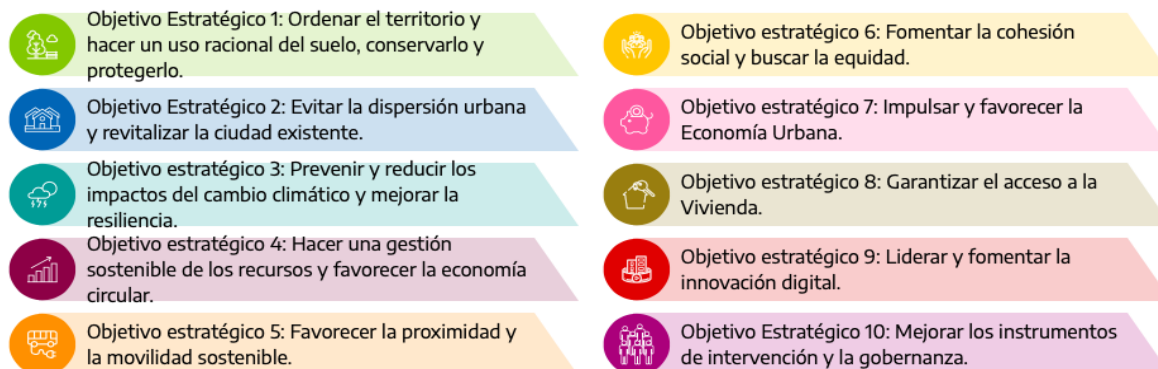 Objetivo Estratégico 1: Ordenar el territorio y
hacer un uso racional del suelo, conservarlo y
protegerlo.
Objetivo Estratégico 2: Evitar la dispersión urbana
y revitalizar la ciudad existente.
Objetivo estratégico 3: Prevenir y reducir los
impactos del cambio climático y mejorar la
resiliencia.
Objetivo estratégico 4: Hacer una gestión
sostenible de los recursos y favorecer la economía
circular.
Objetivo estratégico 5: Favorecer la proximidad y
la movilidad sostenible.
Objetivo estratégico 6: Fomentar la cohesión
social y buscar la equidad.
Objetivo estratégico 7: Impulsar y favorecer la
Economía Urbana.
Objetivo estratégico 8: Garantizar el acceso a la
Vivienda.
Objetivo estratégico 9: Liderar y fomentar la
innovación digital.
Objetivo Estratégico 10: Mejorar los instrumentos
de intervención y la gobernanza.